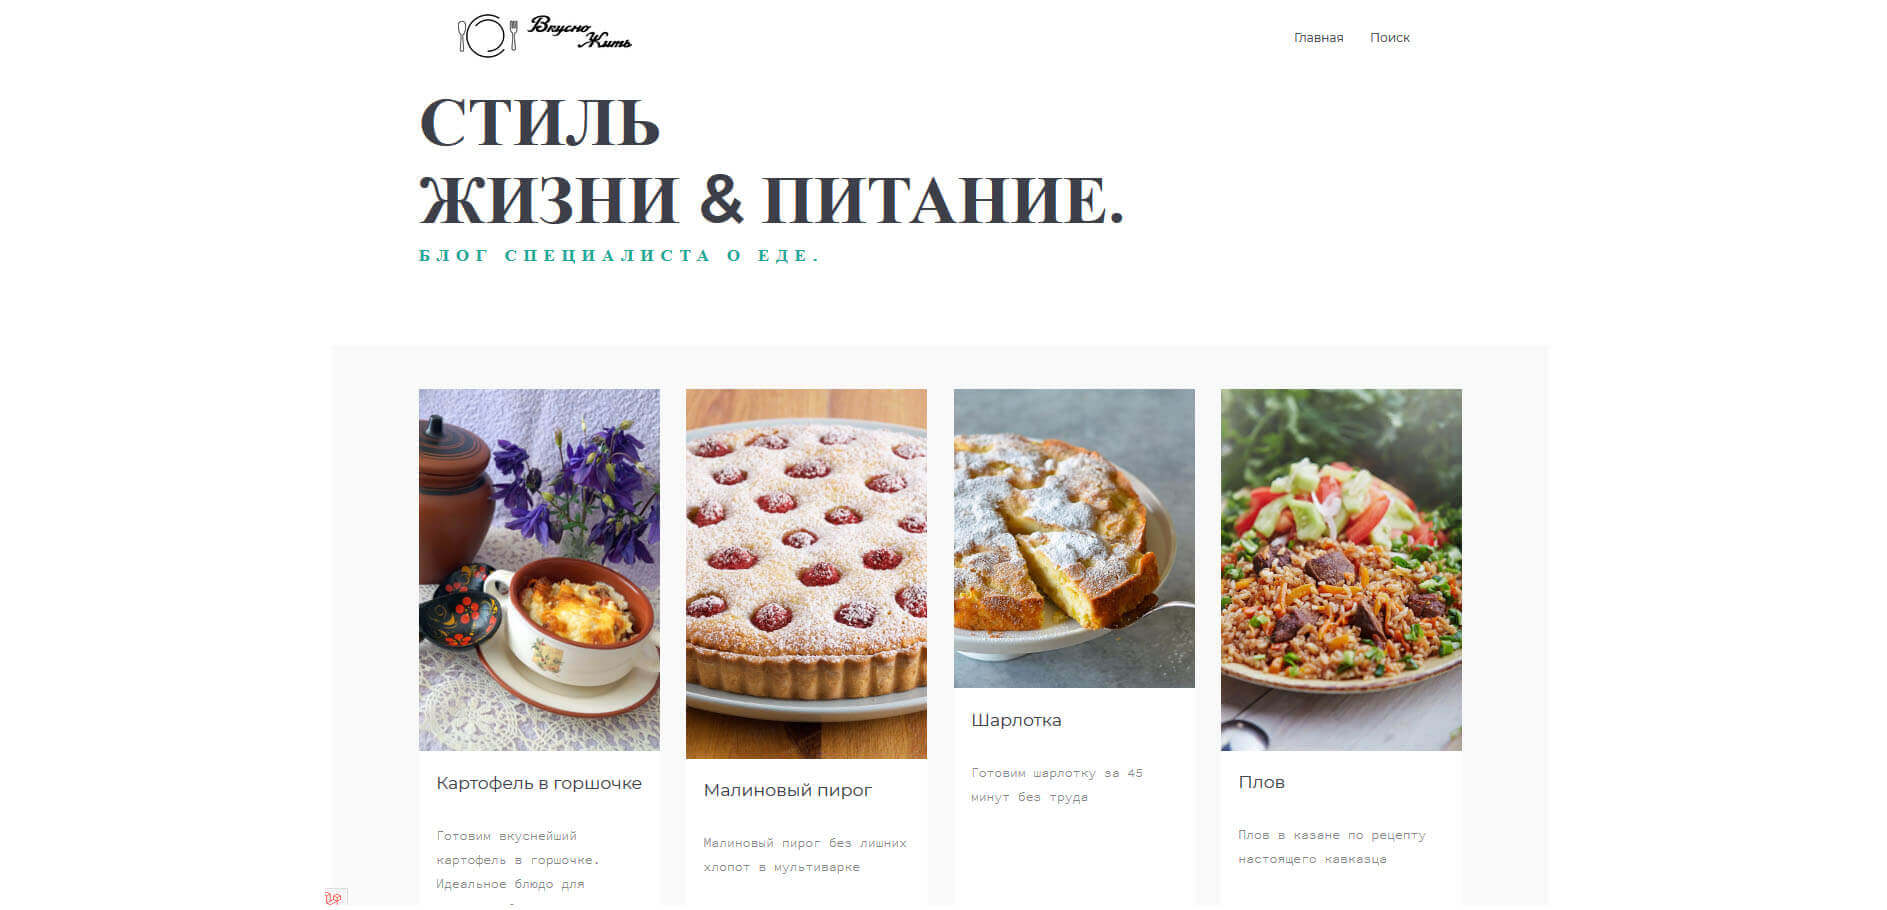 Вкусно
Жить
Главная Поиск
СТИЛЬ
ЖИЗНИ & ПИТАНИЕ.
БЛОГ СПЕЦИАЛИСТА О ЕДЕ.
Картофель в горшочке
Готовим вкуснейший
картофель в горшочке.
Идеальное блюдо для
Малиновый пирог
Малиновый пирог без лишних
хлопот в мультиварке
Шарлотка
Готовим шарлотку за 45
минут без труда
Плов
Плов в казане по рецепту
настоящего кавказца